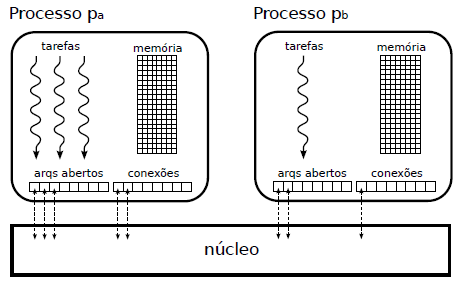 Processo pa
tarefas
memória
arqs abertos
conexões
Processo pb
tarefas
memória
arqs abertos
conexões
núcleo